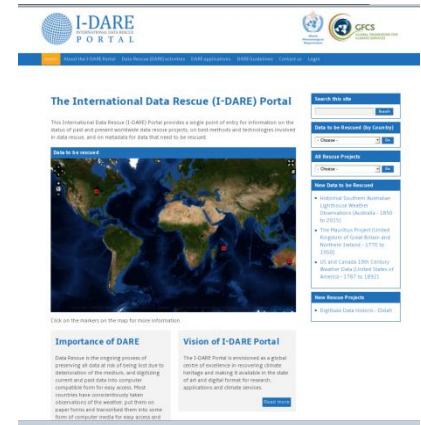 I-DARE
INTERNATIONAL DATA RESCUE
PORTAL
World
Meteorological
Organization
GFCS
GLOBAL FRAMEWORK FOR
CLIMATE SERVICES
Home About the I-DARE Portal Data Rescue (DARE) activities DARE applications DARE Guidelines Contact us Login
The International Data Rescue (I-DARE) Portal
This International Data Rescue (I-DARE) Portal provides a single point of entry for information on the
status of past and present worldwide data rescue projects, on best methods and technologies involved
in data rescue, and on metadata for data that need to be rescued.
Data to be rescued
Click on the markers on the map for more information.
Importance of DARE
Data Rescue is the ongoing process of
preserving all data at risk of being lost due to
deterioration of the medium, and digitizing
current and past data into computer
compatible form for easy access. Most
countries have conscientiously taken
observations of the weather, put them on
paper forms and transcribed them into some
form of computer media for easy access and
Vision of I-DARE Portal
The I-DARE Portal is envisioned as a global
centre of excellence in recovering climate
heritage and making it available in the state
of art and digital format for research,
applications and climate services.
Read more
Search this site
Search
Data to be Rescued (by Country)
- Choose - Go
All Rescue Projects
- Choose - Go
New Data to be Rescued
Historical Southern Australian
Lighthouse Weather
Observations (Australia - 1850
to 2015)
The Mauritius Project (United
Kingdom of Great Britain and
Northern Ireland - 1770 to
1960)
US and Canada 19th Century
Weather Data (United States of
America - 1787 to 1892)
New Rescue Projects
Digitisasi Data Historis - Didah